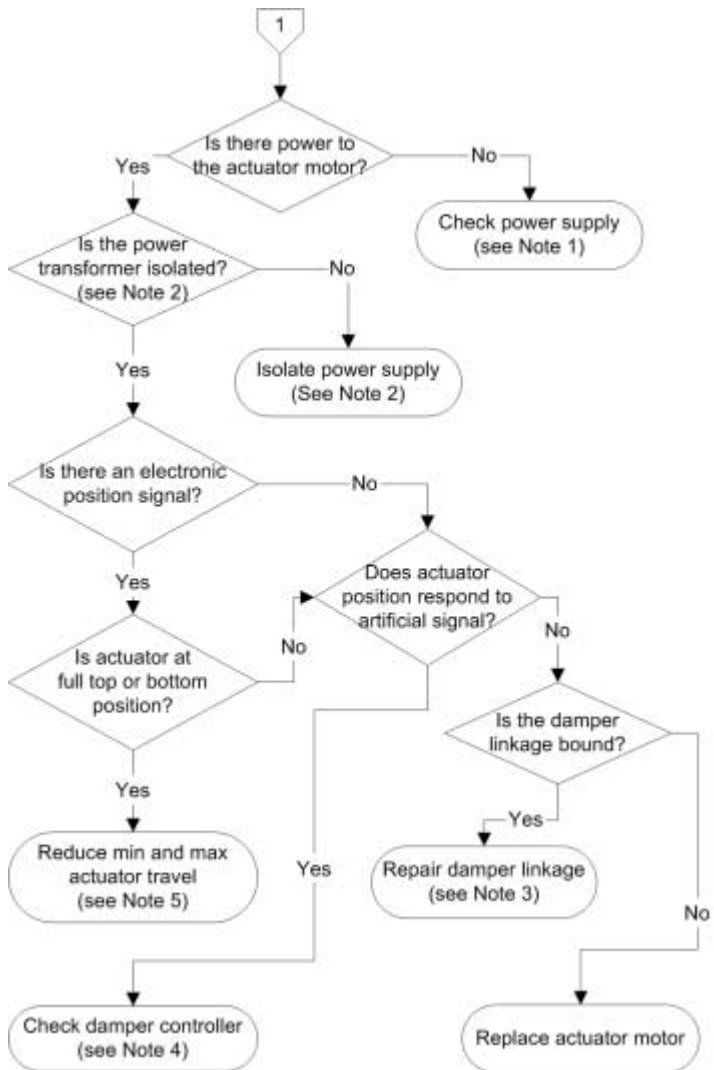 1
Is there power to
the actuator motor?
Yes
No
Check power supply
(see Note 1)
Is the power
transformer isolated?
(see Note 2)
No
Yes
Isolate power supply
(See Note 2)
Is there an electronic
position signal?
No
Yes
Does actuator
position respond to
artificial signal?
No
No
Is actuator at
full top or bottom
position?
Is the damper
linkage bound?
Yes
Yes
Yes
No
Reduce min and max
actuator travel
(see Note 5)
Repair damper linkage
(see Note 3)
Check damper controller
(see Note 4)
Replace actuator motor